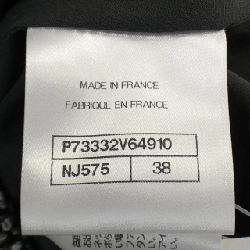 MADE IN FRANCE
FABRIQUE EN FRANCE
P73332V64910
NJ575 38